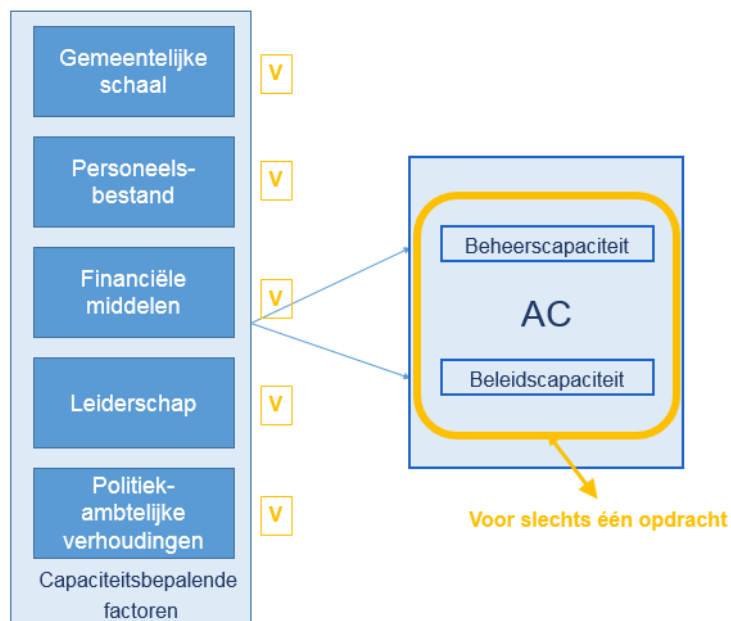 Gemeentelijke
schaal
V
Personeels-
bestand
V
Financiële
middelen
V
Leiderschap
V
Politiek-
ambtelijke
verhoudingen
V
Capaciteitsbepalende
factoren
Beheerscapaciteit
AC
Beleidscapaciteit
Voor slechts één opdracht